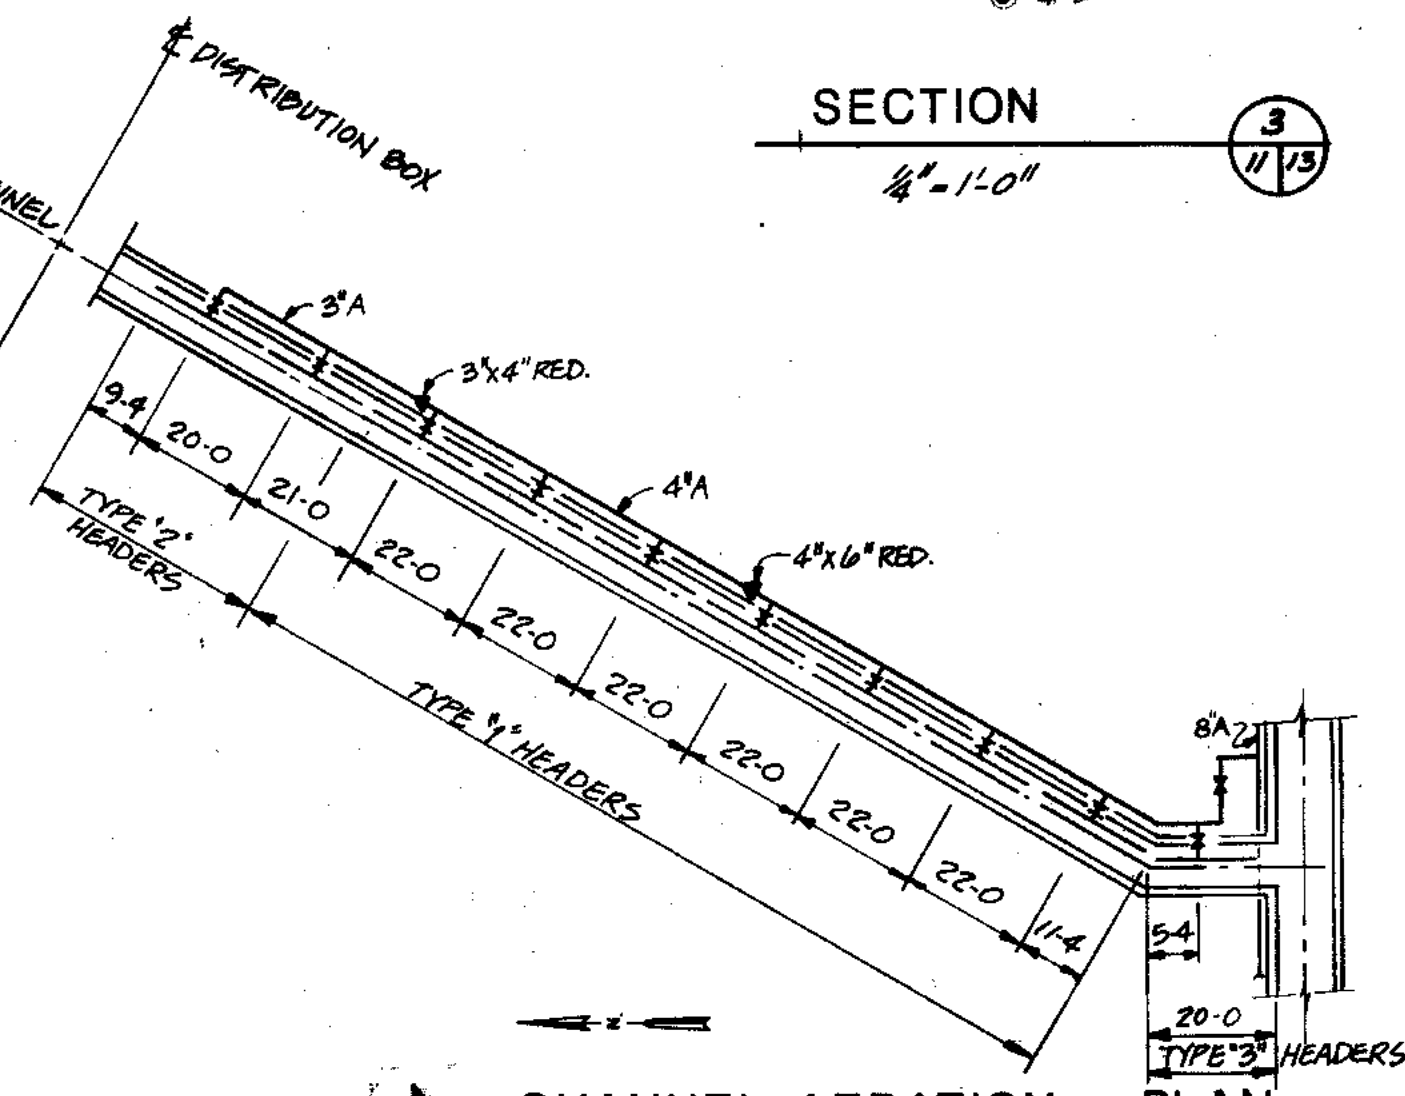 ℄ DISTRIBUTION BOX
SECTION
3
11 13
1/4" = 1'-0"
3"A
3"X4" RED.
9-4
20-0
21-0
4"A
TYPE "2"
HEADERS
22-0
4"X6" RED.
22-0
22-0
TYPE "1" HEADERS
22-0
8"A
22-0
22-0
11-4
5-4
20-0
TYPE "3" HEADERS